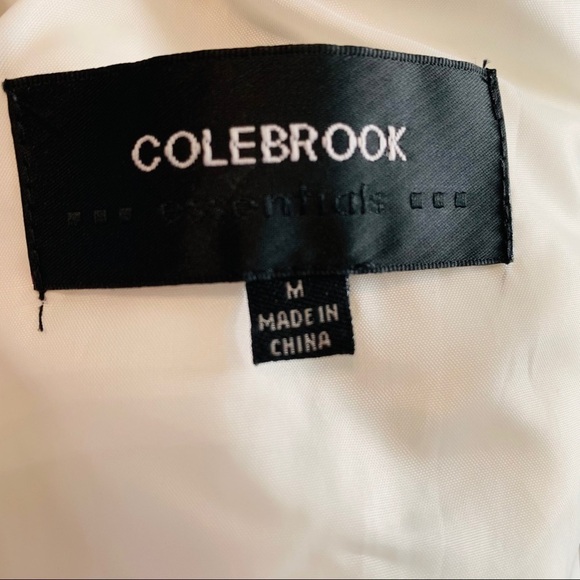 COLEBROOK
essentials
M
MADE IN
CHINA